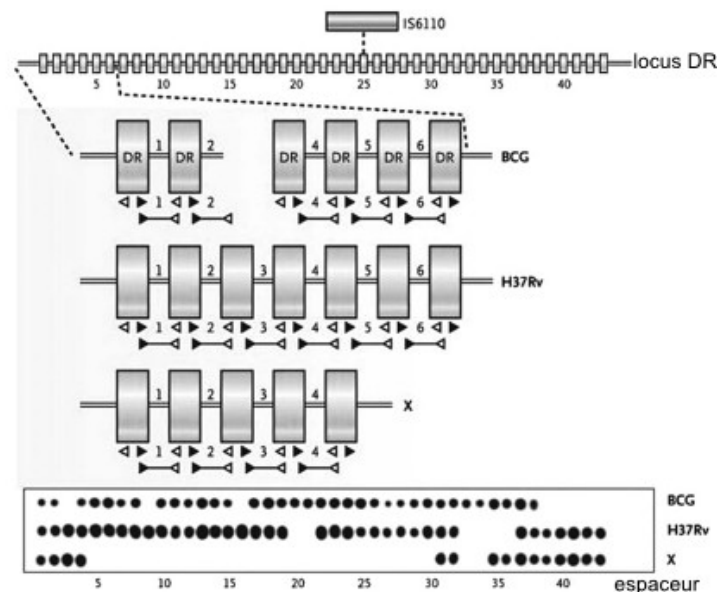 IS6110
locus DR
5 10 15 20 25 30 35 40
1 2 4 5 6
DR DR DR DR DR DR BCG
1 2 4 5 6
1 2 3 4 5 6
H37Rv
1 2 3 4 5 6
1 2 3 4
X
1 2 3 4
BCG
H37Rv
X
5 10 15 20 25 30 35 40 espaceur